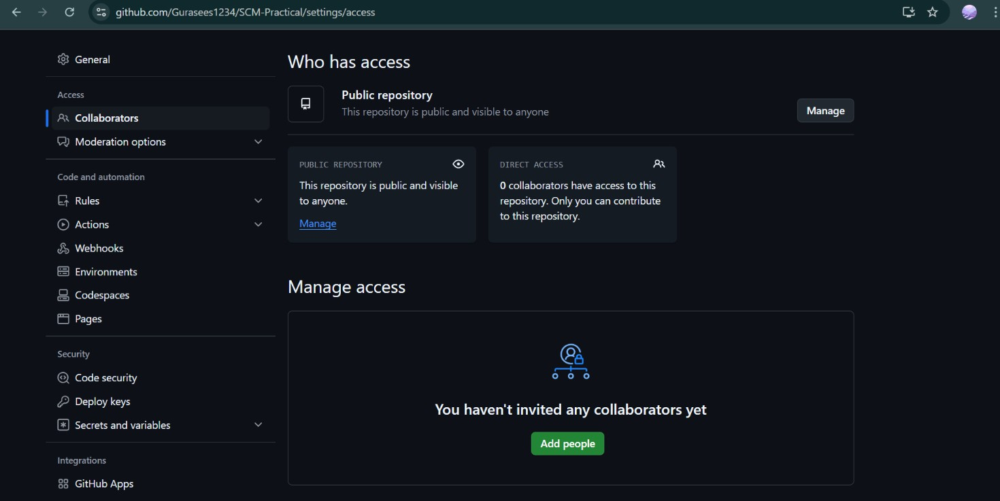 github.com/Gurasees1234/SCM-Practical/settings/access
General
Access
Collaborators
Moderation options
Code and automation
Rules
Actions
Webhooks
Environments
Codespaces
Pages
Security
Code security
Deploy keys
Secrets and variables
Integrations
GitHub Apps
Who has access
Public repository
This repository is public and visible to anyone
Manage
PUBLIC REPOSITORY
This repository is public and visible
to anyone.
Manage
DIRECT ACCESS
0 collaborators have access to this
repository. Only you can contribute
to this repository.
Manage access
You haven't invited any collaborators yet
Add people